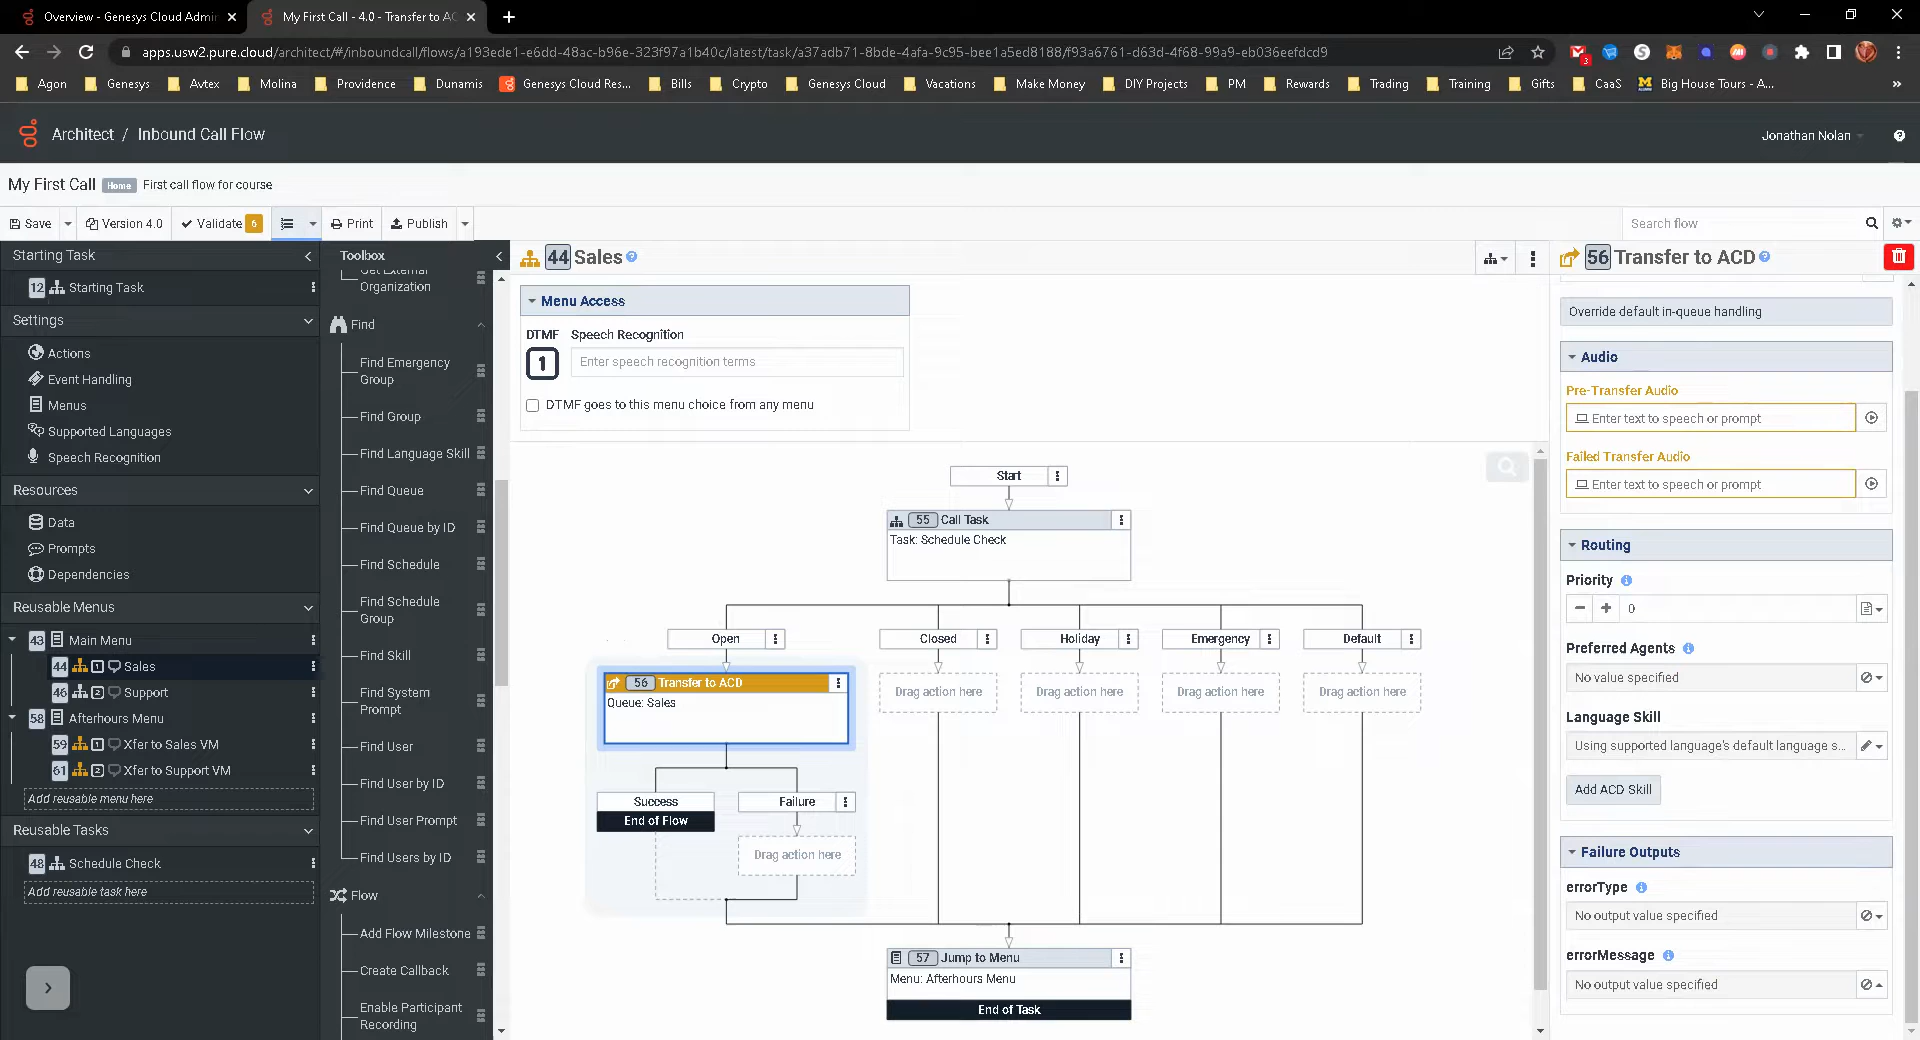 Overview - Genesys Cloud Admin
My First Call - 4.0 - Transfer to AC
apps.usw2.pure.cloud/architect/#/inboundcall/flows/a193ede1-e6dd-48ac-b96e-323f97a1b40c/latest/task/a37adb71-8bde-4afa-9c95-bee1a5ed8188/f93a6761-d63d-4f68-99a9-eb036eefdcd9
3
Agon Genesys Avtex Molina Providence Dunamis Genesys Cloud Res... Bills Crypto Genesys Cloud Vacations Make Money DIY Projects PM Rewards Trading Training Gifts CaaS Big House Tours - A... »
Architect / Inbound Call Flow
Jonathan Nolan
My First Call Home First call flow for course
Save Version 4.0 Validate 6 Print Publish
Search flow
Starting Task
12 Starting Task
Settings
Actions
Event Handling
Menus
Supported Languages
Speech Recognition
Resources
Data
Prompts
Dependencies
Reusable Menus
43 Main Menu
44 1 Sales
46 2 Support
58 Afterhours Menu
59 1 Xfer to Sales VM
61 2 Xfer to Support VM
Add reusable menu here
Reusable Tasks
48 Schedule Check
Add reusable task here
Toolbox
Get External
Organization
Find
Find Emergency
Group
Find Group
Find Language Skill
Find Queue
Find Queue by ID
Find Schedule
Find Schedule
Group
Find Skill
Find System
Prompt
Find User
Find User by ID
Find User Prompt
Find Users by ID
Flow
Add Flow Milestone
Create Callback
Enable Participant
Recording
44 Sales
Menu Access
DTMF Speech Recognition
1 Enter speech recognition terms
DTMF goes to this menu choice from any menu
Start
55 Call Task
Task: Schedule Check
Open Closed Holiday Emergency Default
56 Transfer to ACD
Queue: Sales
Drag action here Drag action here Drag action here Drag action here
Success Failure
End of Flow
Drag action here
57 Jump to Menu
Menu: Afterhours Menu
End of Task
56 Transfer to ACD
Override default in-queue handling
Audio
Pre-Transfer Audio
Enter text to speech or prompt
Failed Transfer Audio
Enter text to speech or prompt
Routing
Priority
0
Preferred Agents
No value specified
Language Skill
Using supported language's default language s...
Add ACD Skill
Failure Outputs
errorType
No output value specified
errorMessage
No output value specified